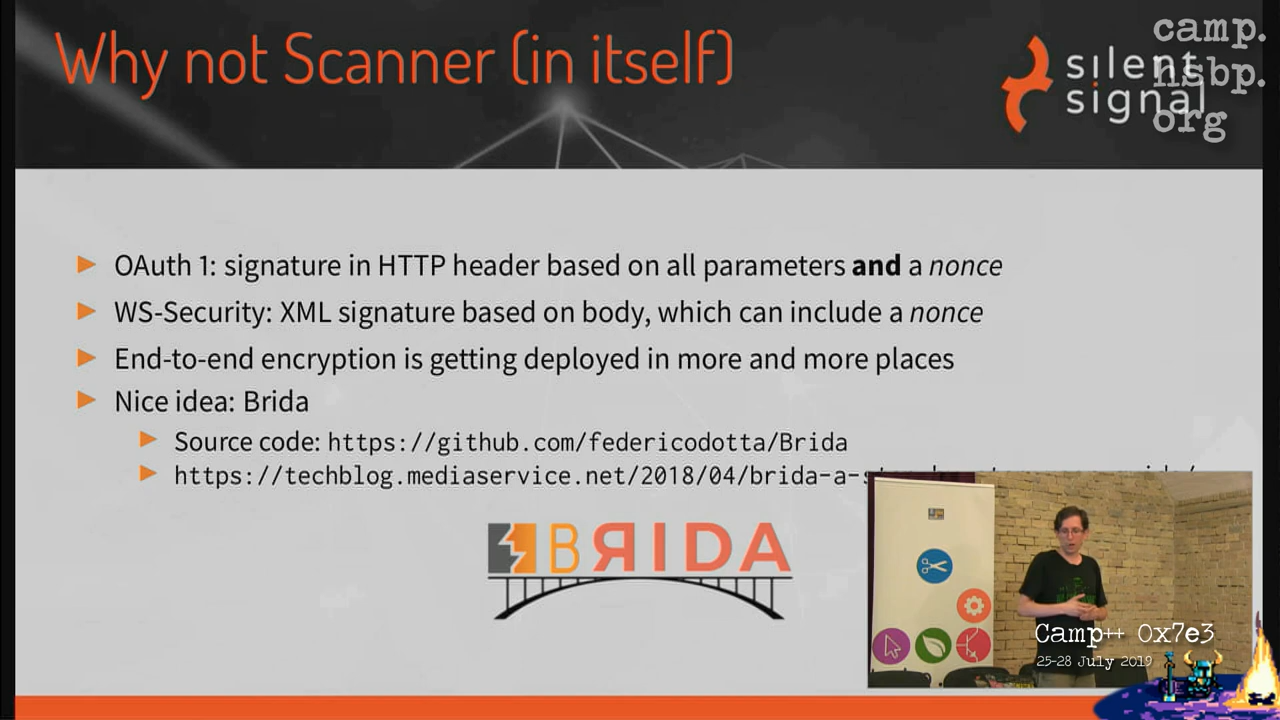 Why not Scanner (in itself)
silent
signal
camp.
hsbp.
org
OAuth 1: signature in HTTP header based on all parameters and a nonce
WS-Security: XML signature based on body, which can include a nonce
End-to-end encryption is getting deployed in more and more places
Nice idea: Brida
Source code: https://github.com/federicodotta/Brida
https://techblog.mediaservice.net/2018/04/brida-a-
BRIDA
Camp++ 0x7e3
25-28 July 2019